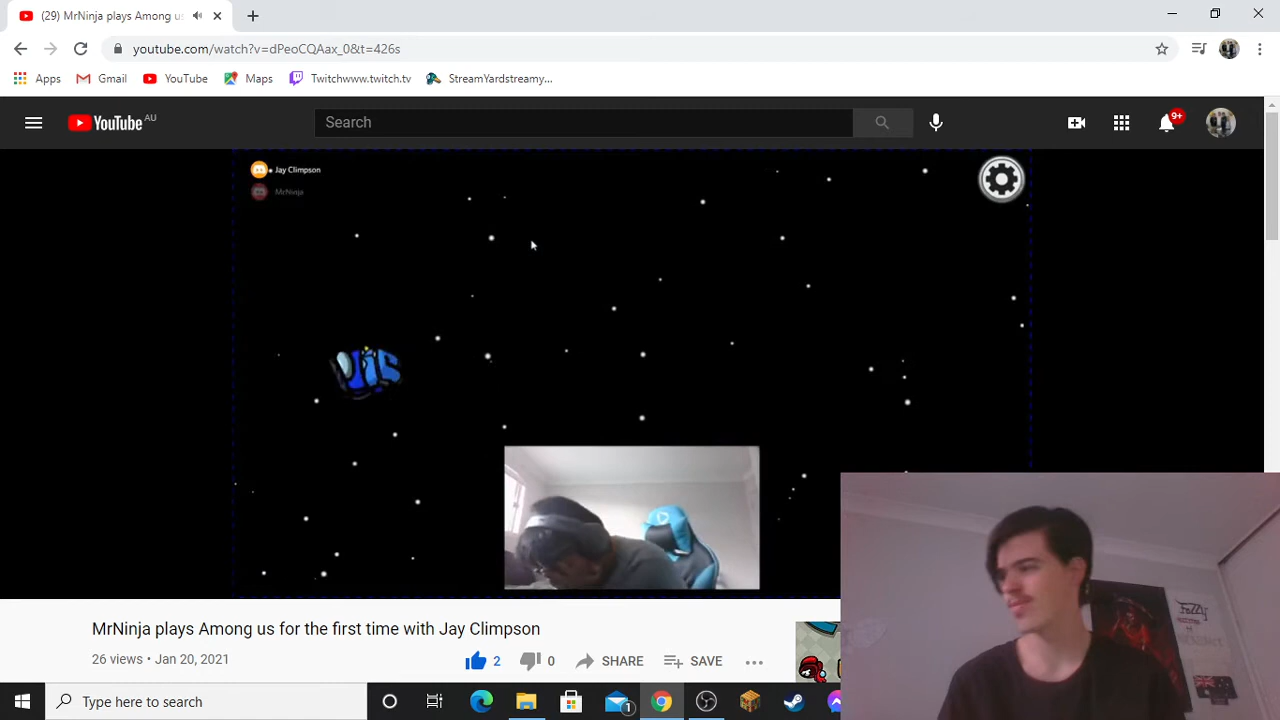 (29) MrNinja plays Among us
youtube.com/watch?v=dPeoCQAax_0&t=426s
Apps Gmail YouTube Maps Twitchwww.twitch.tv StreamYardstreamy...
YouTube AU Search 9+
Jay Climpson
MrNinja
MrNinja plays Among us for the first time with Jay Climpson
26 views • Jan 20, 2021 2 0 SHARE SAVE
Type here to search 1